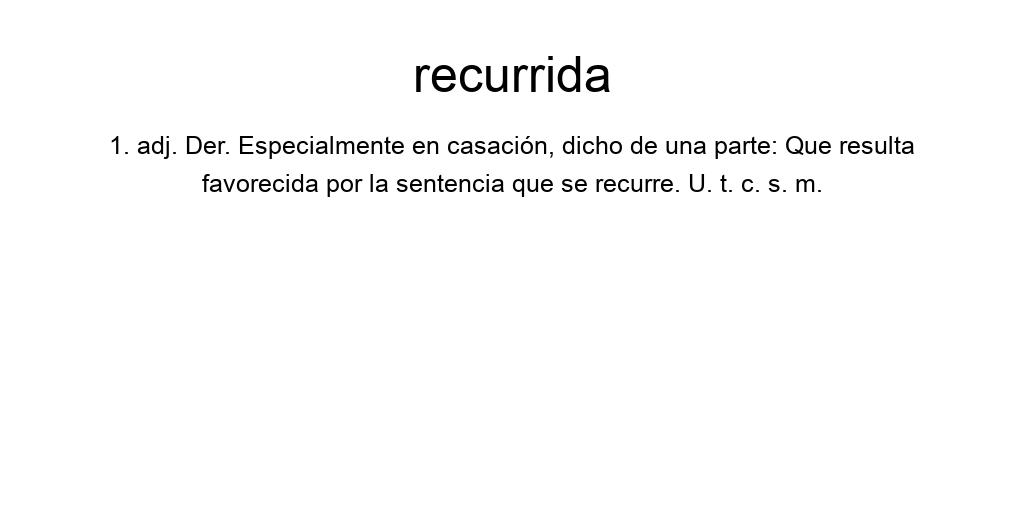 recurrida
1. adj. Der. Especialmente en casación, dicho de una parte: Que resulta
favorecida por la sentencia que se recurre. U. t. c. s. m.